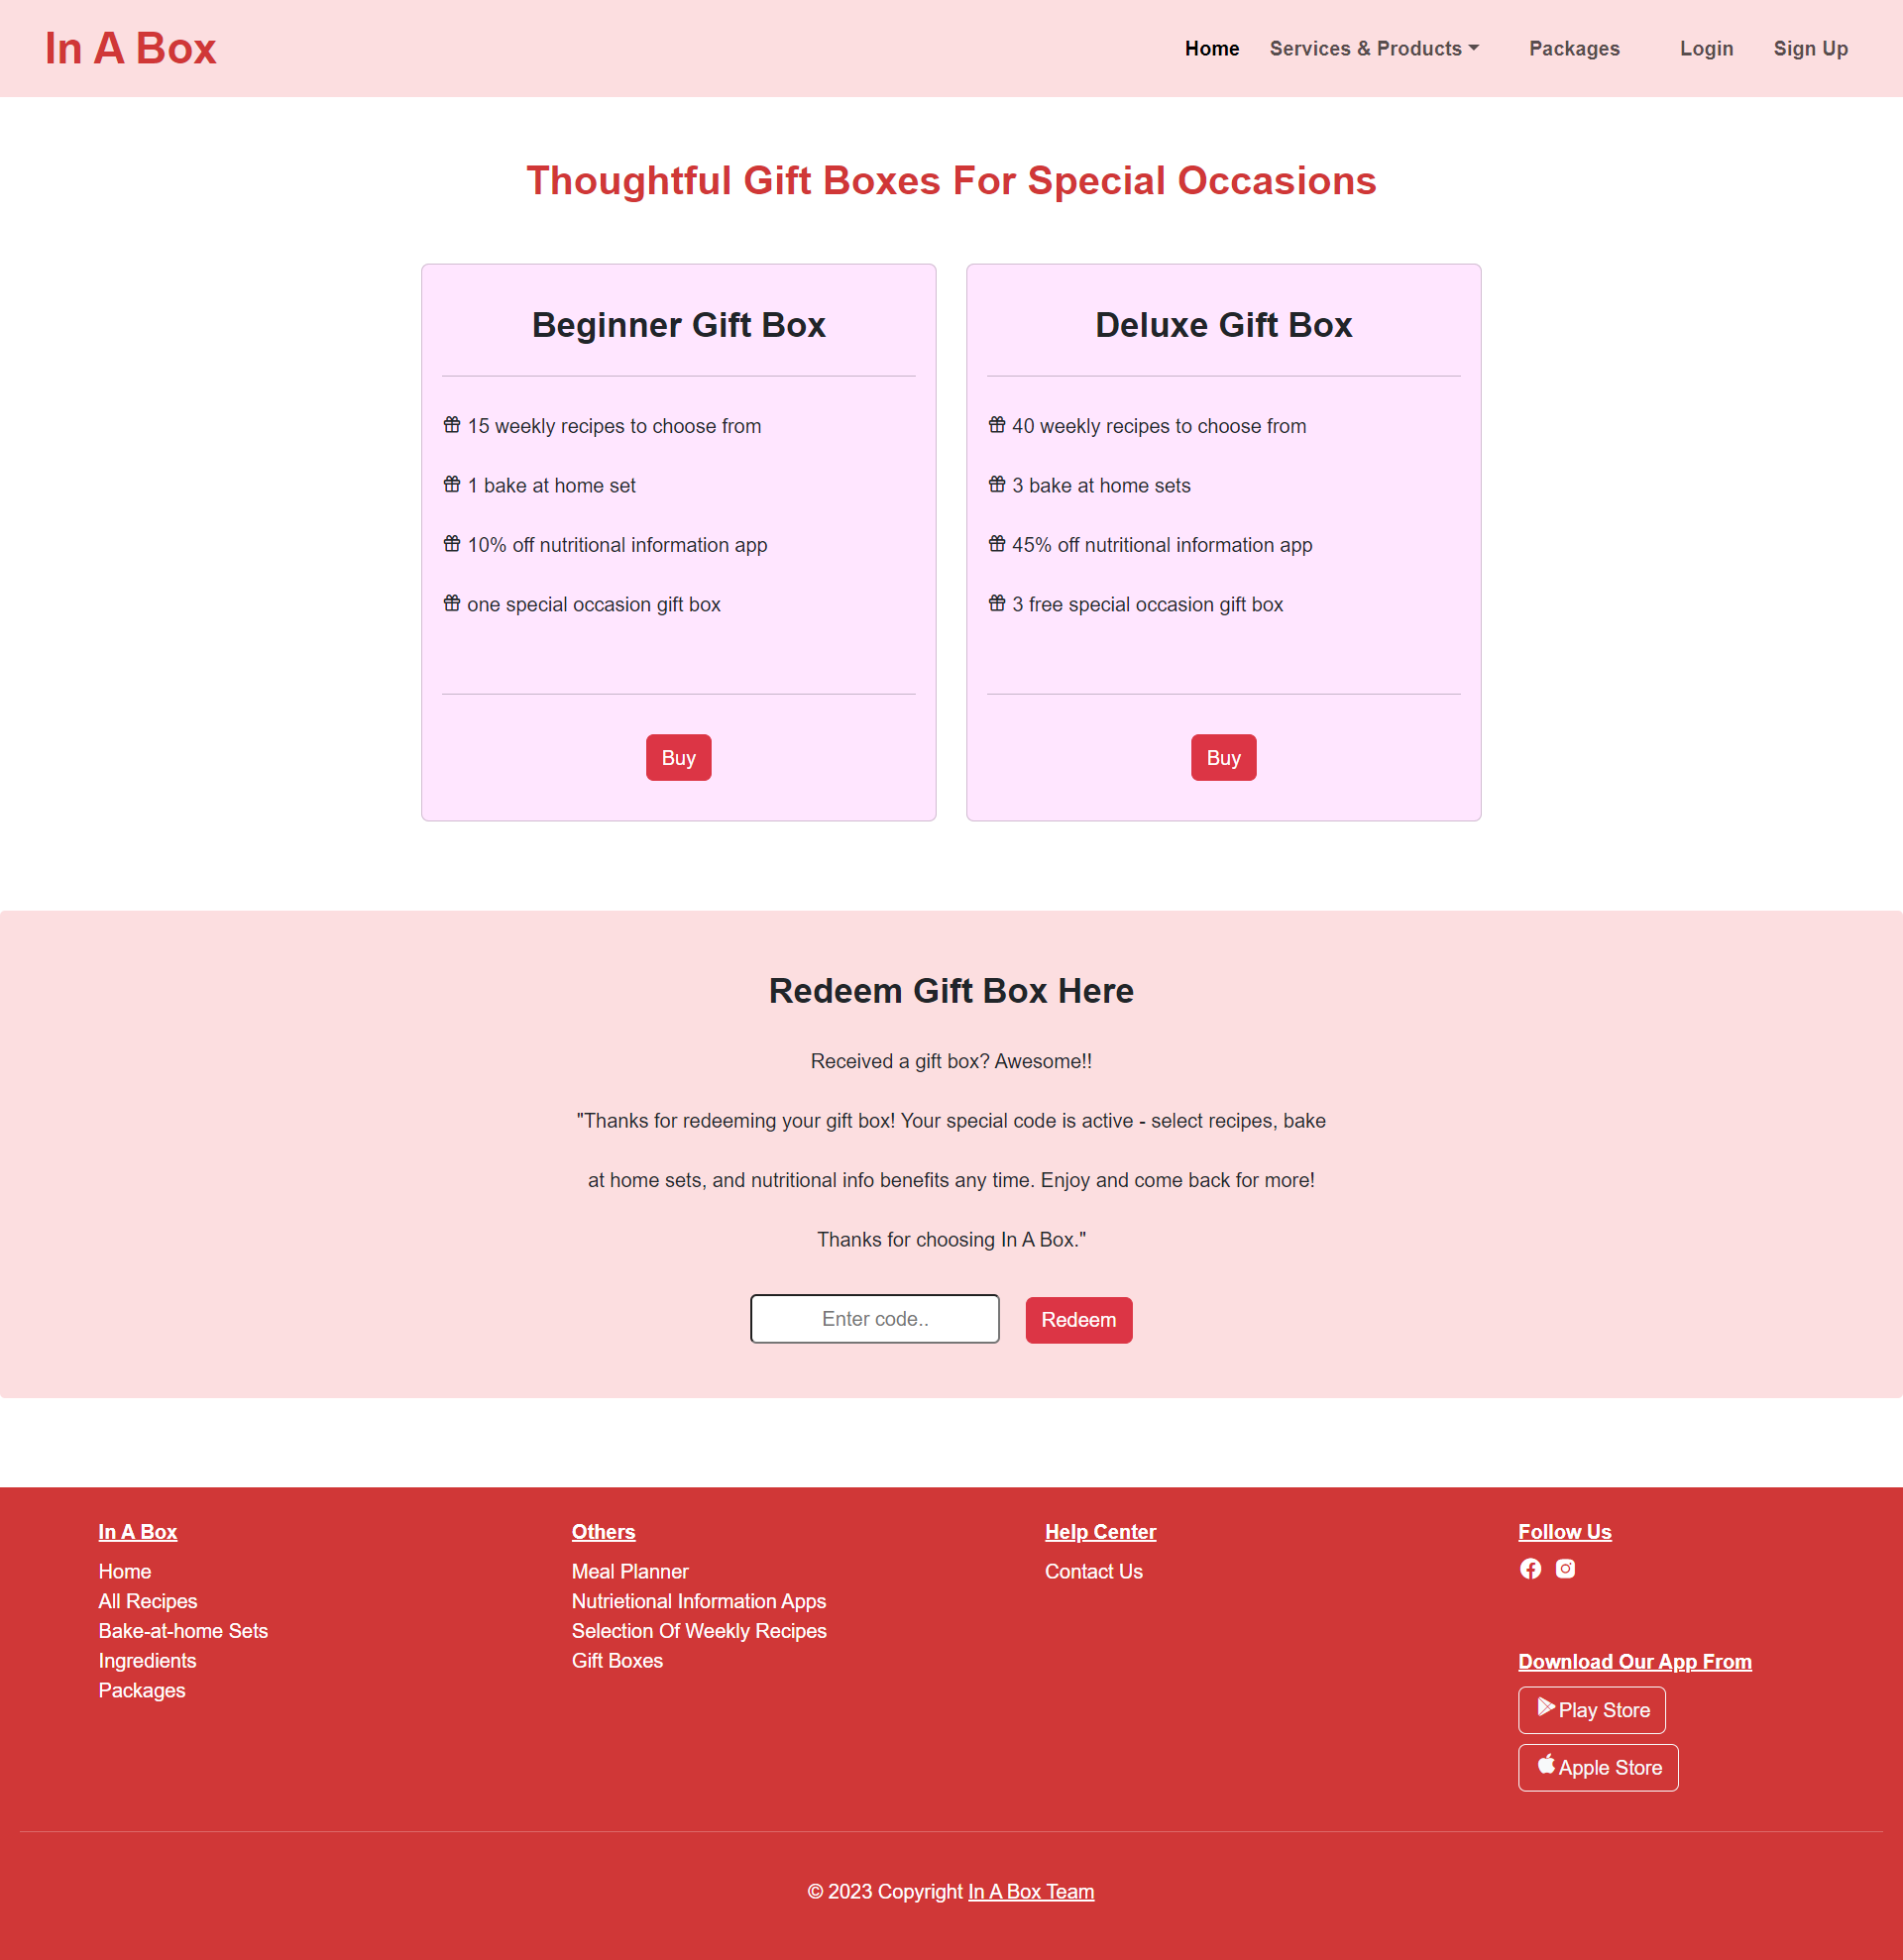 In A Box
Home Services & Products Packages Login Sign Up
Thoughtful Gift Boxes For Special Occasions
Beginner Gift Box
15 weekly recipes to choose from
1 bake at home set
10% off nutritional information app
one special occasion gift box
Buy
Deluxe Gift Box
40 weekly recipes to choose from
3 bake at home sets
45% off nutritional information app
3 free special occasion gift box
Buy
Redeem Gift Box Here
Received a gift box? Awesome!!
"Thanks for redeeming your gift box! Your special code is active - select recipes, bake
at home sets, and nutritional info benefits any time. Enjoy and come back for more!
Thanks for choosing In A Box."
Enter code.. Redeem
In A Box
Home
All Recipes
Bake-at-home Sets
Ingredients
Packages
Others
Meal Planner
Nutrietional Information Apps
Selection Of Weekly Recipes
Gift Boxes
Help Center
Contact Us
Follow Us
Download Our App From
Play Store
Apple Store
© 2023 Copyright In A Box Team